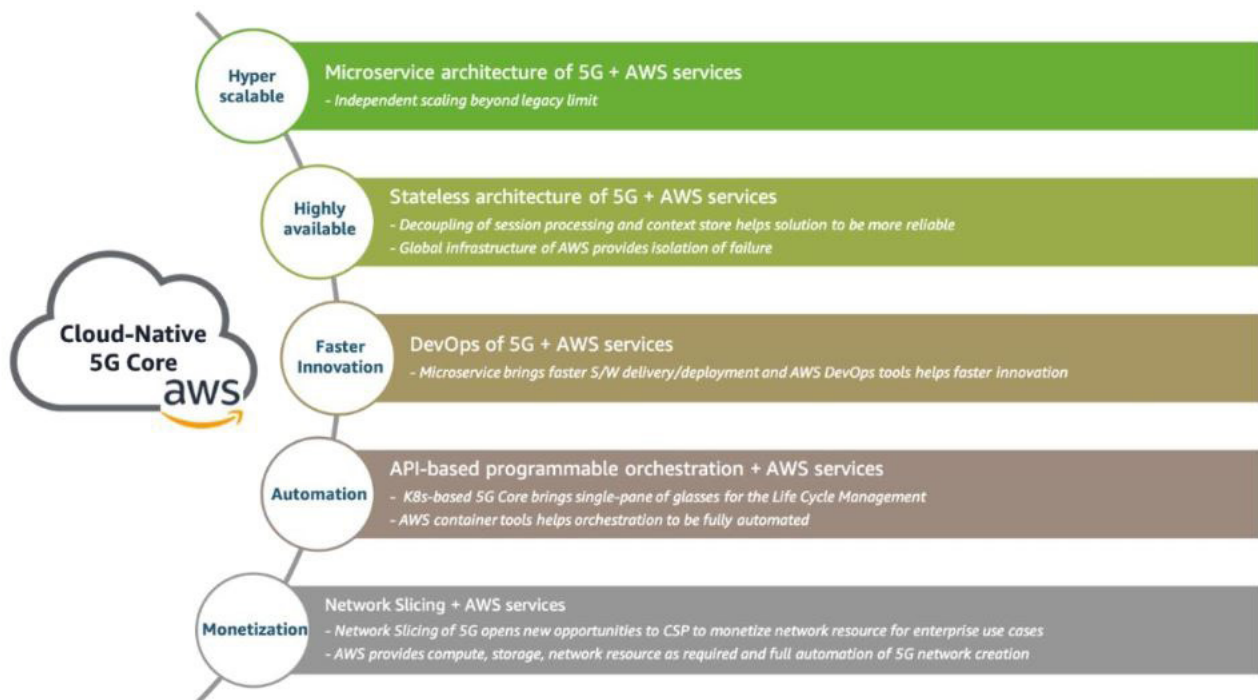 Hyper
scalable
Microservice architecture of 5G + AWS services
- Independent scaling beyond legacy limit
Highly
available
Stateless architecture of 5G + AWS services
- Decoupling of session processing and context store helps solution to be more reliable
- Global infrastructure of AWS provides isolation of failure
Cloud-Native
5G Core
aws
Faster
Innovation
DevOps of 5G + AWS services
- Microservice brings faster S/W delivery/deployment and AWS DevOps tools helps faster innovation
Automation
API-based programmable orchestration + AWS services
- K8s-based 5G Core brings single-pane of glasses for the Life Cycle Management
- AWS container tools helps orchestration to be fully automated
Monetization
Network Slicing + AWS services
- Network Slicing of 5G opens new opportunities to CSP to monetize network resource for enterprise use cases
- AWS provides compute, storage, network resource as required and full automation of 5G network creation